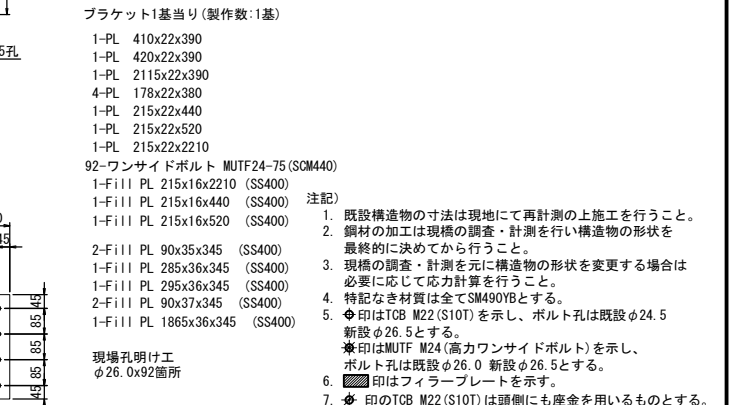 ブラケット1基当り(製作数:1基)
1-PL 410x22x390
1-PL 420x22x390
1-PL 2115x22x390
4-PL 178x22x380
1-PL 215x22x440
1-PL 215x22x520
1-PL 215x22x2210
92-ワンサイドボルト MUTF24-75(SCM440)
1-Fill PL 215x16x2210 (SS400)
1-Fill PL 215x16x440 (SS400)
1-Fill PL 215x16x520 (SS400)
2-Fill PL 90x35x345 (SS400)
1-Fill PL 285x36x345 (SS400)
1-Fill PL 295x36x345 (SS400)
2-Fill PL 90x37x345 (SS400)
1-Fill PL 1865x36x345 (SS400)
現場孔明け工
φ26.0x92箇所
注記)
1. 既設構造物の寸法は現地にて再計測の上施工を行うこと。
2. 鋼材の加工は現橋の調査・計測を行い構造物の形状を
最終的に決めてから行うこと。
3. 現橋の調査・計測を元に構造物の形状を変更する場合は
必要に応じて応力計算を行うこと。
4. 特記なき材質は全てSM490YBとする。
5. 印はTCB M22(S10T)を示し、ボルト孔は既設φ24.5
新設φ26.5とする。
印はMUTF M24(高力ワンサイドボルト)を示し、
ボルト孔は既設φ26.0 新設φ26.5とする。
6. 印はフィラープレートを示す。
7. 印のTCB M22(S10T)は頭側にも座金を用いるものとする。
5孔
45
45
85
85
85
45